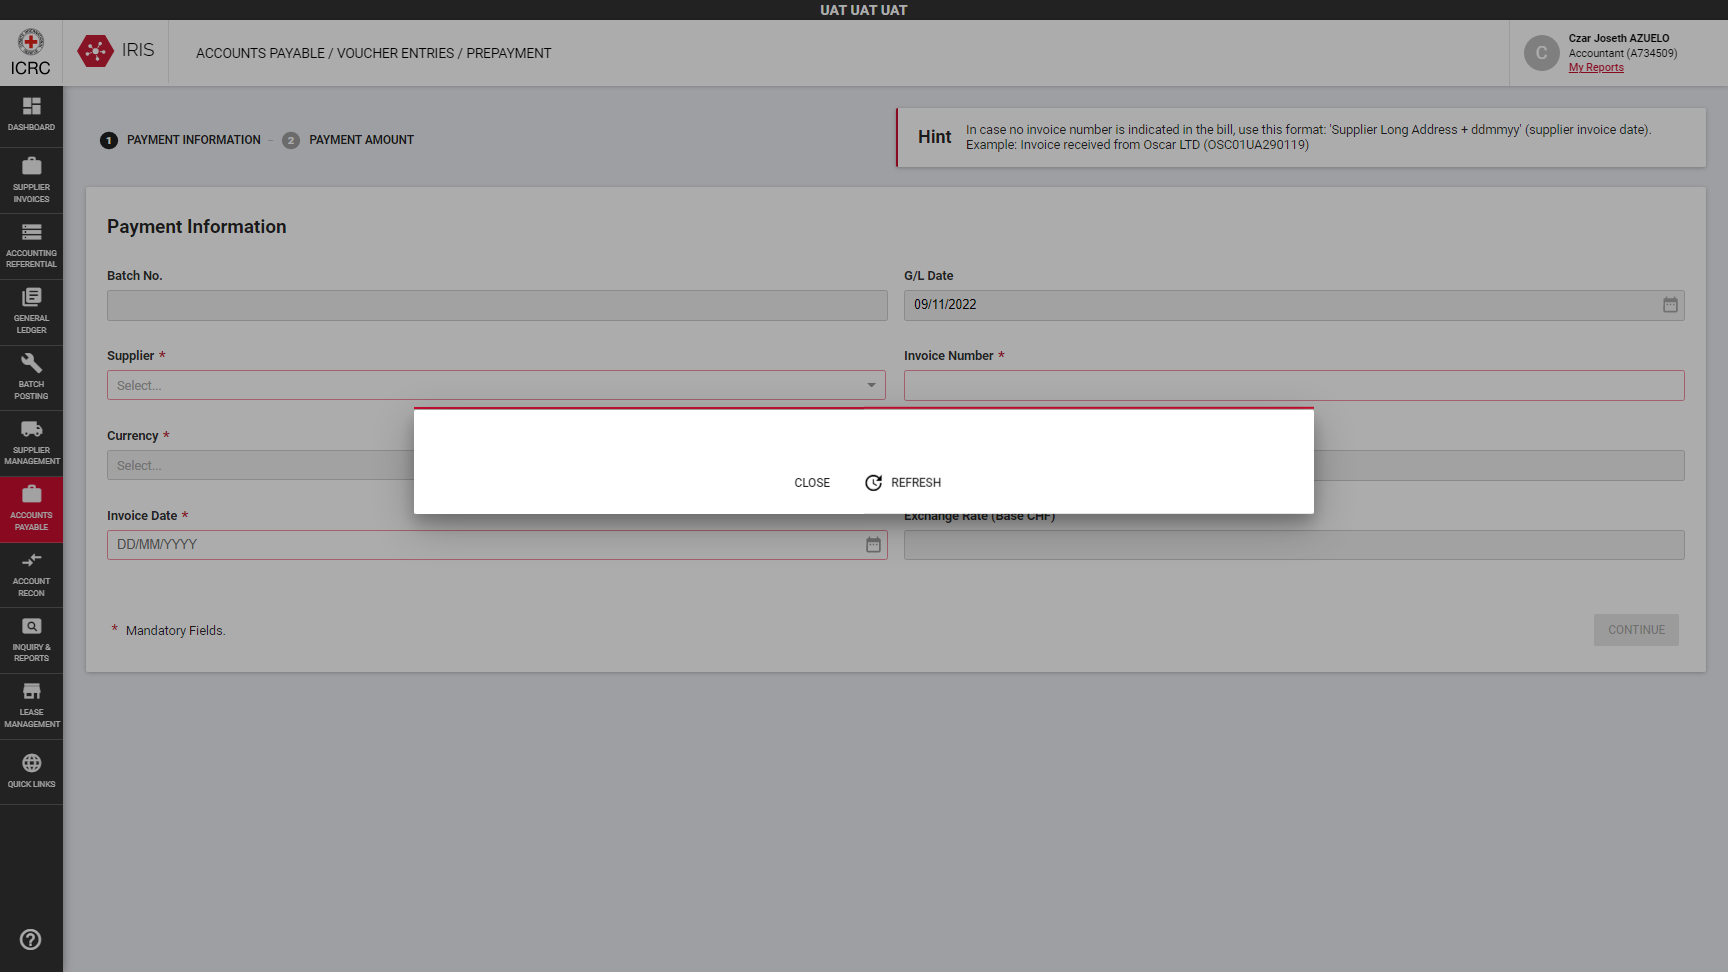 UAT UAT UAT
ICRC
IRIS
ACCOUNTS PAYABLE / VOUCHER ENTRIES / PREPAYMENT
C
Czar Joseth AZUELO
Accountant (A734509)
My Reports
DASHBOARD
SUPPLIER
INVOICES
ACCOUNTING
REFERENTIAL
GENERAL
LEDGER
BATCH
POSTING
SUPPLIER
MANAGEMENT
ACCOUNTS
PAYABLE
ACCOUNT
RECON
INQUIRY &
REPORTS
LEASE
MANAGEMENT
QUICK LINKS
1 PAYMENT INFORMATION - 2 PAYMENT AMOUNT
Hint
In case no invoice number is indicated in the bill, use this format: 'Supplier Long Address + ddmmyy' (supplier invoice date).
Example: Invoice received from Oscar LTD (OSC01UA290119)
Payment Information
Batch No.
G/L Date
09/11/2022
Supplier *
Select...
Invoice Number *
Currency *
Select...
CLOSE
REFRESH
Invoice Date *
DD/MM/YYYY
Exchange Rate (Base CHF)
* Mandatory Fields.
CONTINUE